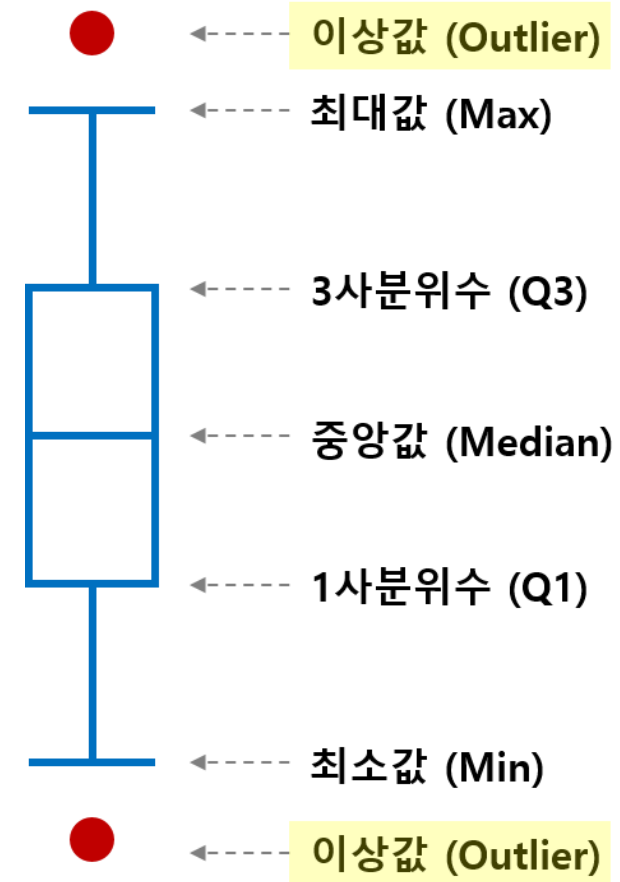 이상값 (Outlier)
최대값 (Max)
3사분위수 (Q3)
중앙값 (Median)
1사분위수 (Q1)
최소값 (Min)
이상값 (Outlier)